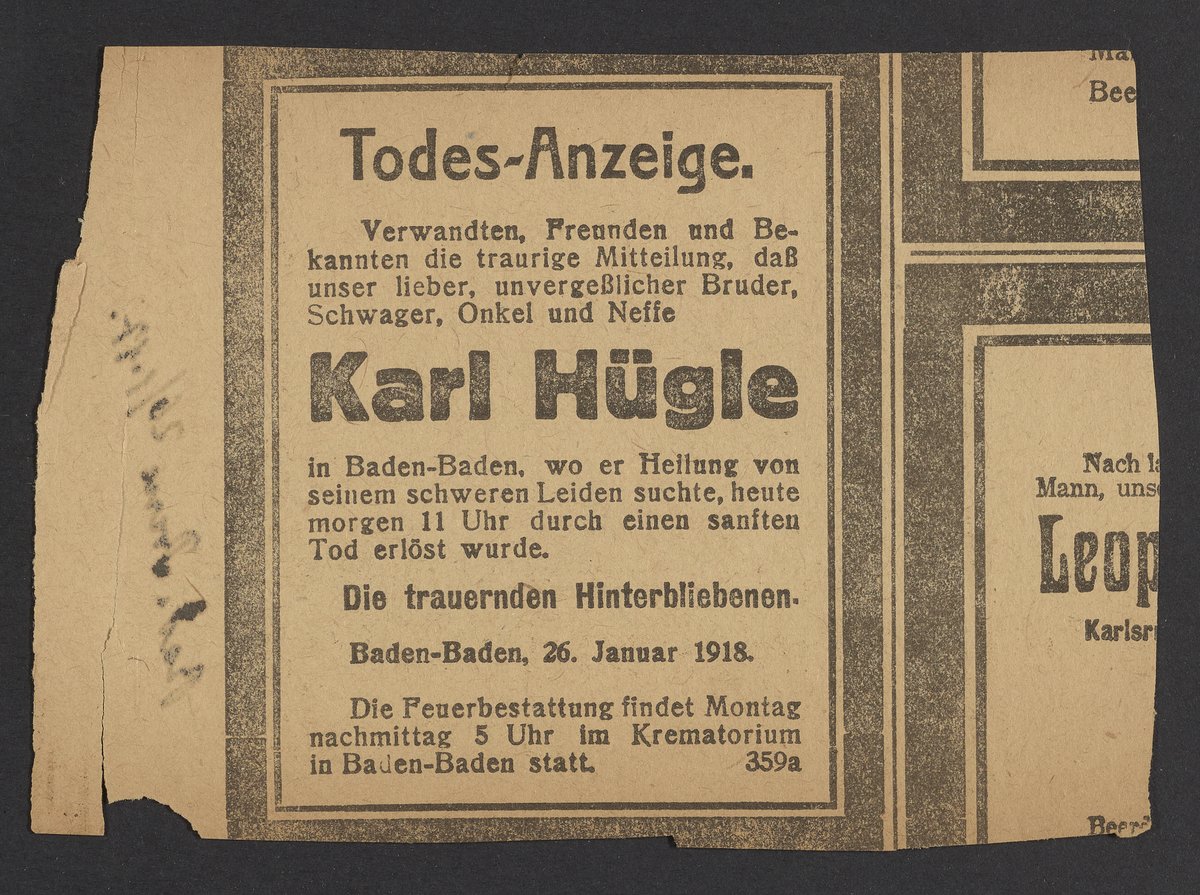 Todes-Anzeige.
Verwandten, Freunden und Be-
kannten die traurige Mitteilung, daß
unser lieber, unvergeßlicher Bruder,
Schwager, Onkel und Neffe
Karl Hügle
in Baden-Baden, wo er Heilung von
seinem schweren Leiden suchte, heute
morgen 11 Uhr durch einen sanften
Tod erlöst wurde.
Die trauernden Hinterbliebenen.
Baden-Baden, 26. Januar 1918.
Die Feuerbestattung findet Montag
nachmittag 5 Uhr im Krematorium
in Baden-Baden statt. 359a
Bee
Nach
Mann, uns
Leop
Karlsr
Beerd